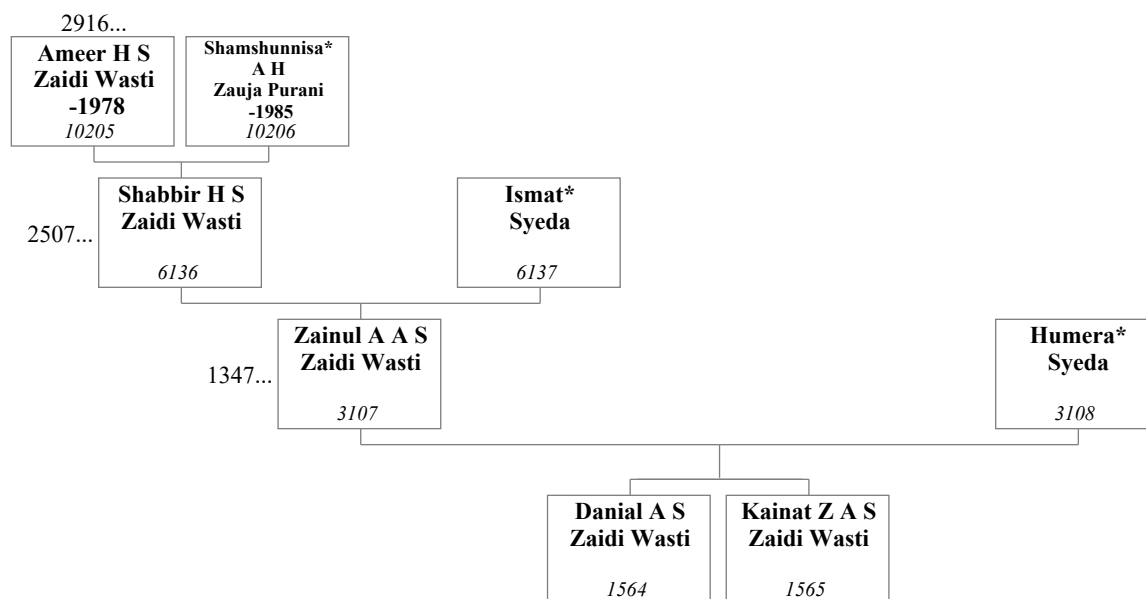 2916...
Ameer H S
Zaidi Wasti
-1978
10205
Shamshunnisa*
A H
Zauja Purani
-1985
10206
2507...
Shabbir H S
Zaidi Wasti
6136
Ismat*
Syeda
6137
1347...
Zainul A A S
Zaidi Wasti
3107
Humera*
Syeda
3108
Danial A S
Zaidi Wasti
1564
Kainat Z A S
Zaidi Wasti
1565